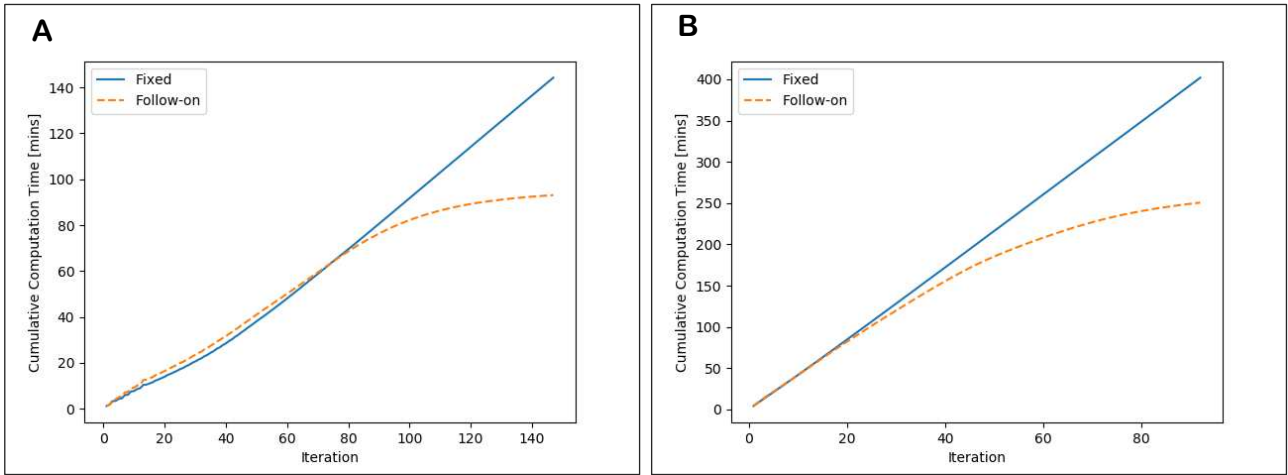 A
Fixed
Follow-on
Cumulative Computation Time [mins]
140
120
100
80
60
40
20
0
0 20 40 60 80 100 120 140
Iteration
B
Fixed
Follow-on
Cumulative Computation Time [mins]
400
350
300
250
200
150
100
50
0
0 20 40 60 80
Iteration